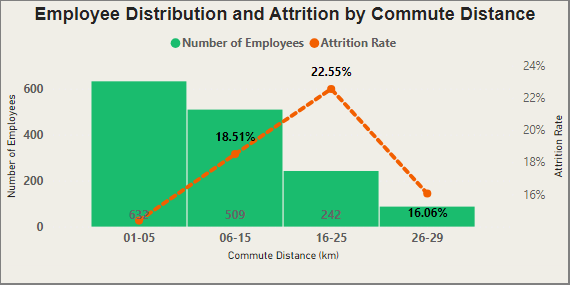 Employee Distribution and Attrition by Commute Distance
Number of Employees Attrition Rate
24%
22.55%
600
22%
Number of Employees
Attrition Rate
400
18.51%
20%
18%
200
16%
632
509
242
16.06%
0
01-05 06-15 16-25 26-29
Commute Distance (km)